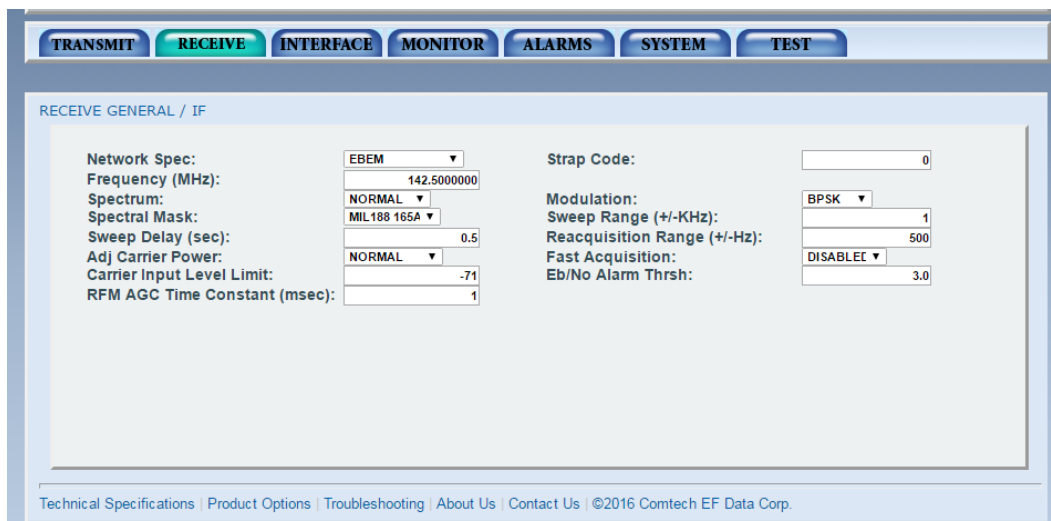 TRANSMIT RECEIVE INTERFACE MONITOR ALARMS SYSTEM TEST
RECEIVE GENERAL / IF
Network Spec: EBEM Strap Code: 0
Frequency (MHz): 142.5000000
Spectrum: NORMAL Modulation: BPSK
Spectral Mask: MIL188 165A Sweep Range (+/-KHz): 1
Sweep Delay (sec): 0.5 Reacquisition Range (+/-Hz): 500
Adj Carrier Power: NORMAL Fast Acquisition: DISABLED
Carrier Input Level Limit: -71 Eb/No Alarm Thrsh: 3.0
RFM AGC Time Constant (msec): 1
Technical Specifications | Product Options | Troubleshooting | About Us | Contact Us | ©2016 Comtech EF Data Corp.